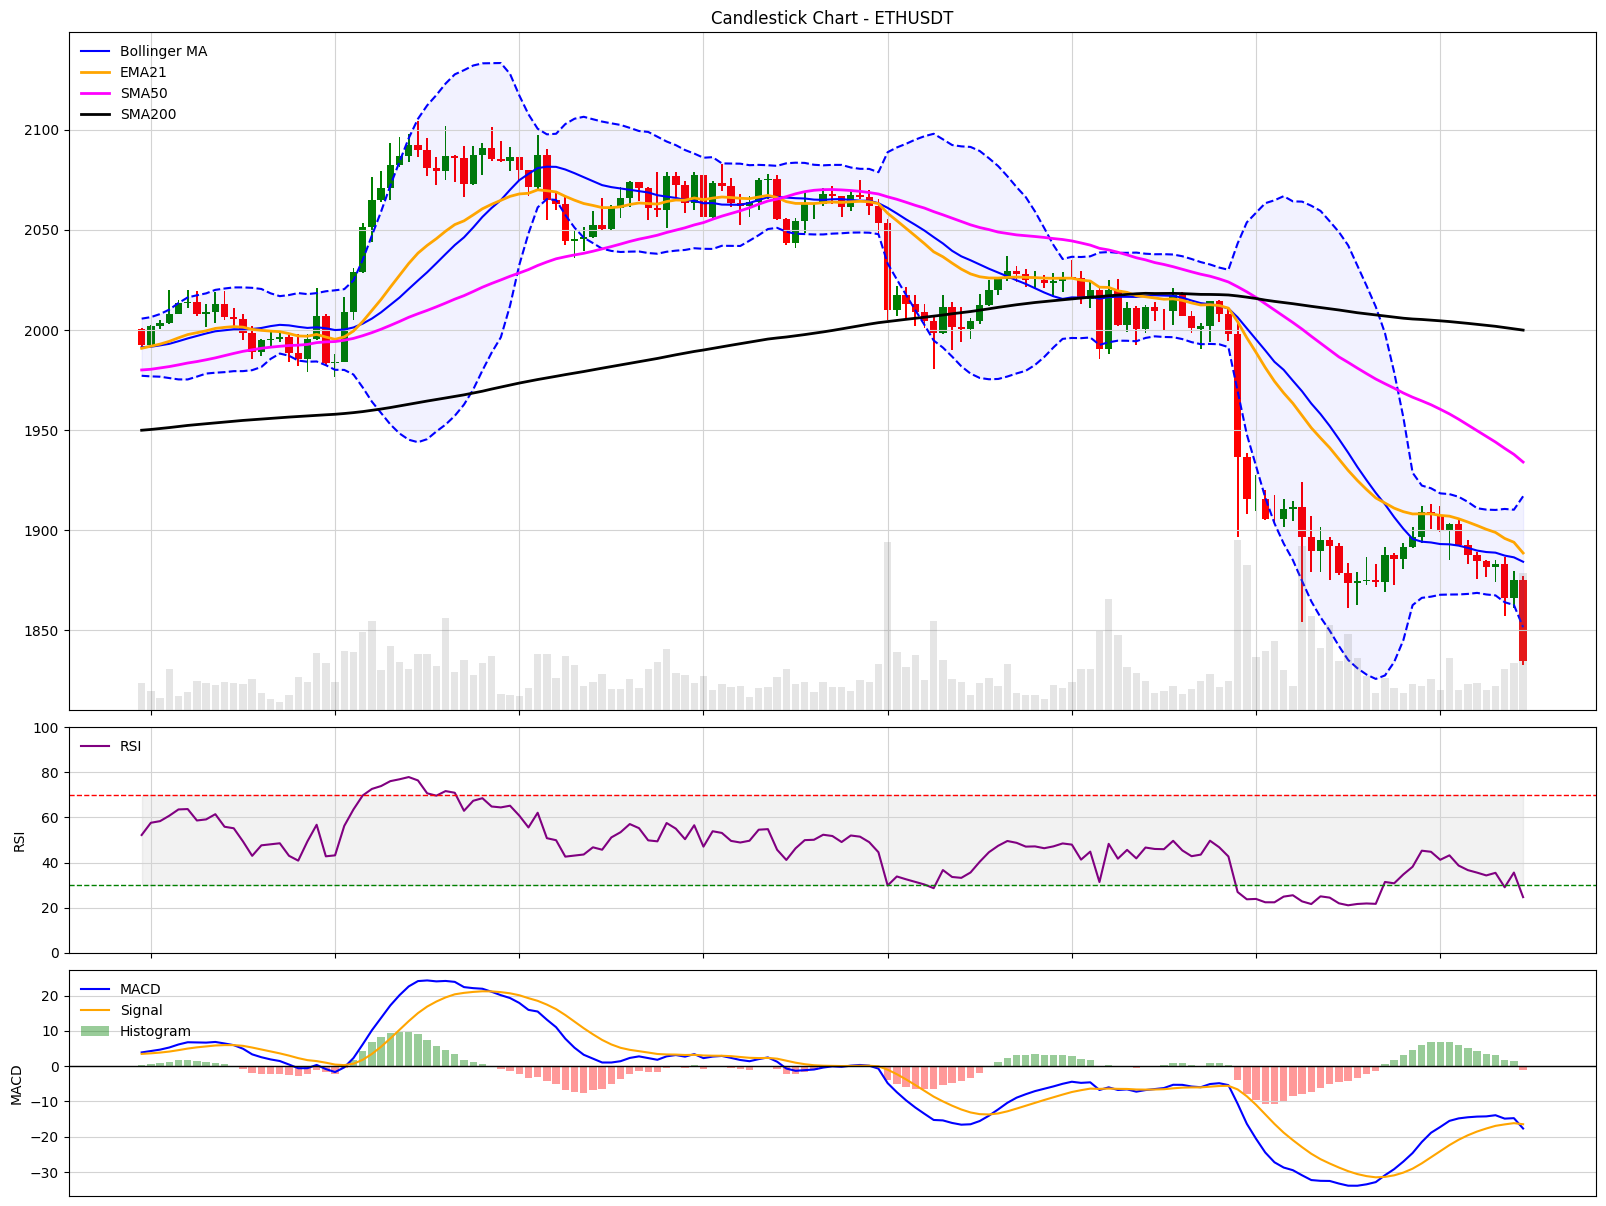 Candlestick Chart - ETHUSDT
Bollinger MA
EMA21
SMA50
SMA200
2100
2050
2000
1950
1900
1850
RSI
100
80
60
40
20
0
RSI
MACD
Signal
Histogram
20
10
0
−10
−20
−30
MACD